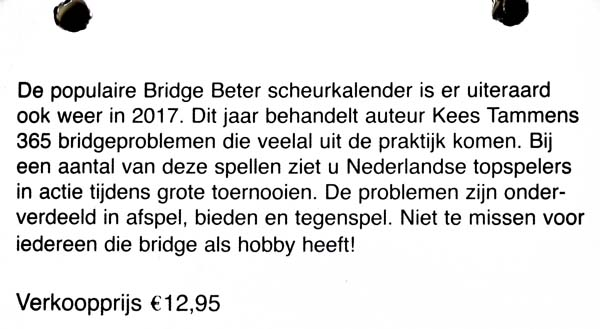 De populaire Bridge Beter scheurkalender is er uiteraard
ook weer in 2017. Dit jaar behandelt auteur Kees Tammens
365 bridgeproblemen die veelal uit de praktijk komen. Bij
een aantal van deze spellen ziet u Nederlandse topspelers
in actie tijdens grote toernooien. De problemen zijn onder-
verdeeld in afspel, bieden en tegenspel. Niet te missen voor
iedereen die bridge als hobby heeft!
Verkoopprijs €12,95